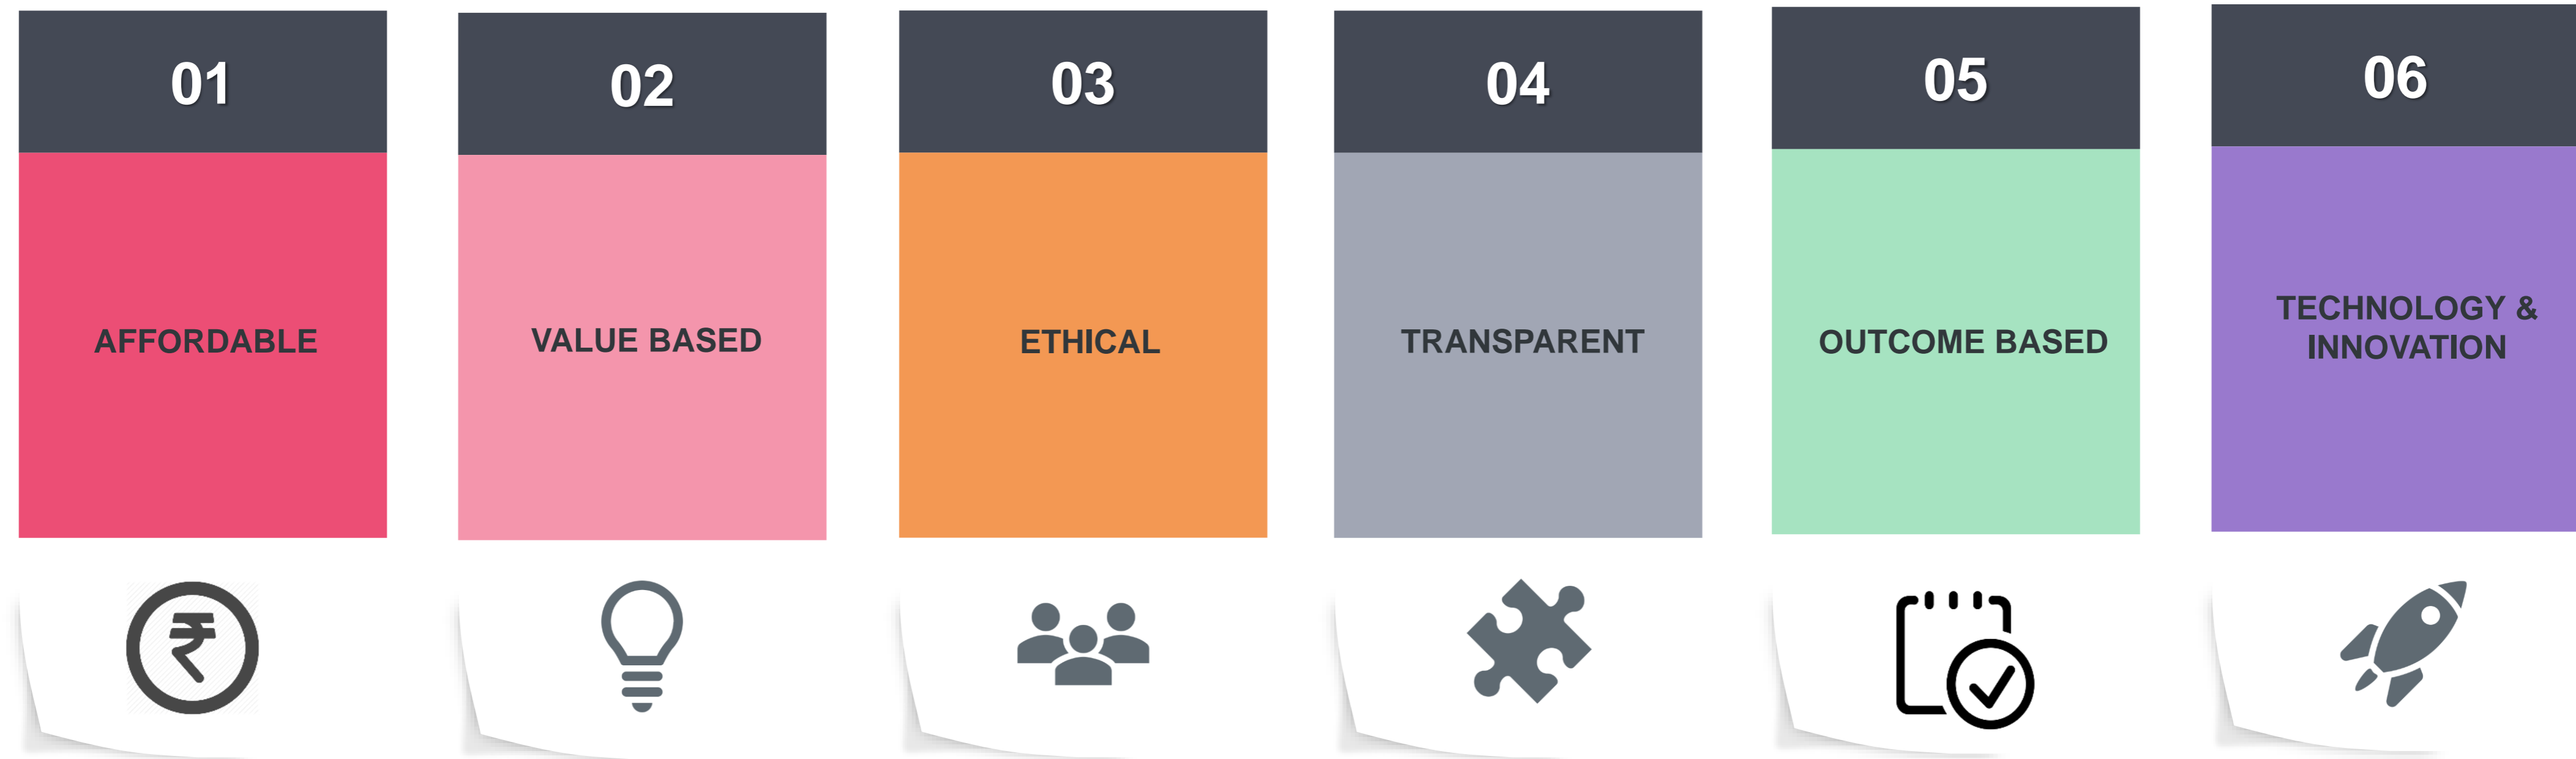 01
AFFORDABLE
02
VALUE BASED
03
ETHICAL
04
TRANSPARENT
05
OUTCOME BASED
06
TECHNOLOGY &
INNOVATION
₹